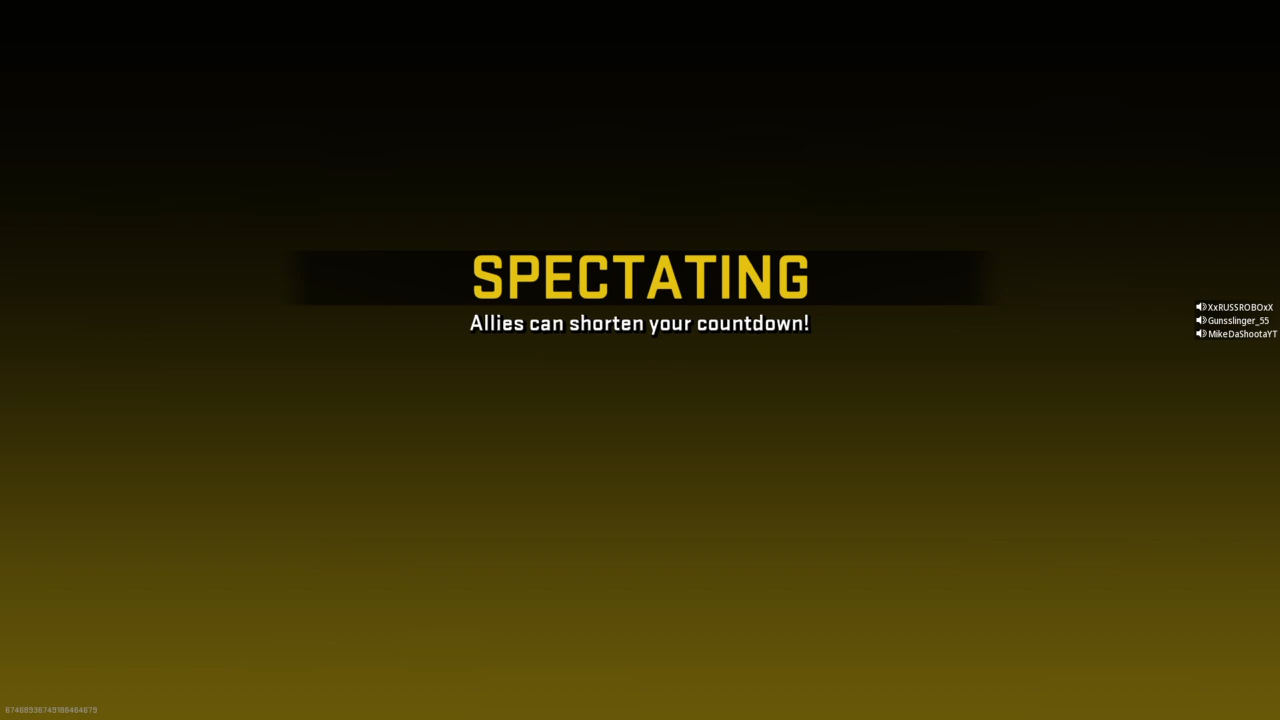 SPECTATING
Allies can shorten your countdown!
XxRUSSROBOxX
Gunsslinger_55
MikeDaShootaYT